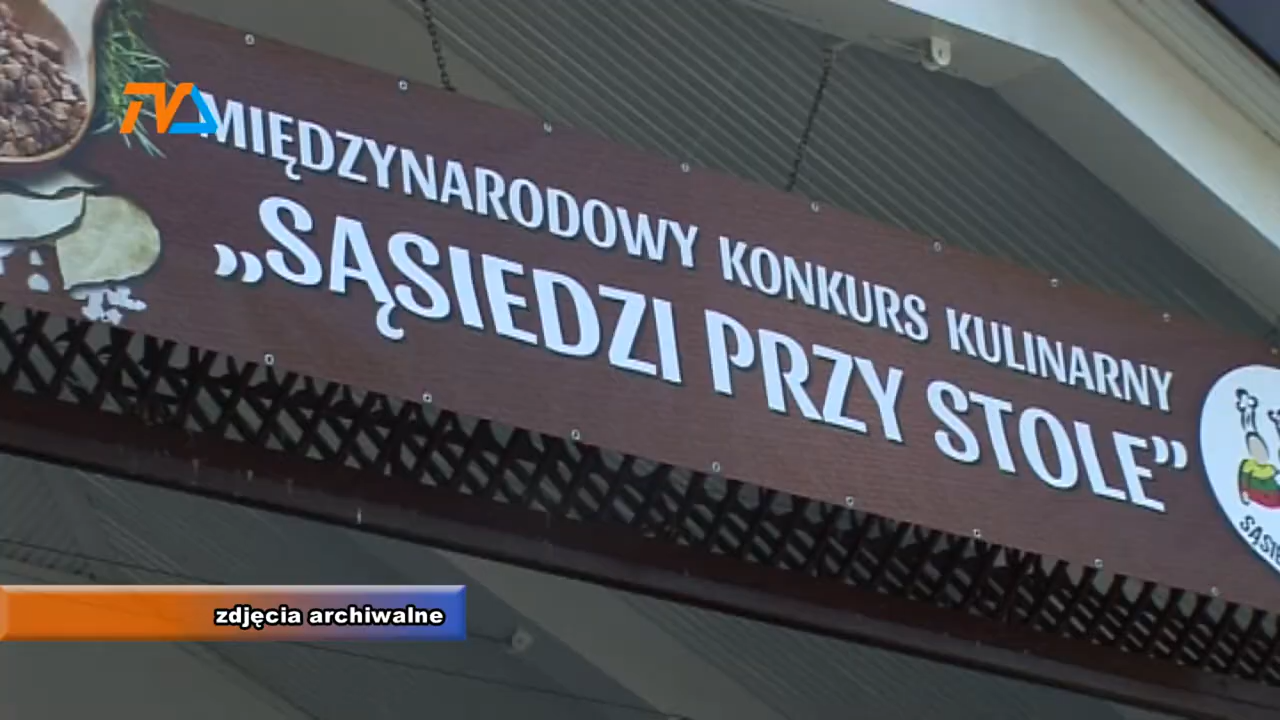 TVA
MIĘDZYNARODOWY KONKURS KULINARNY
„SĄSIEDZI PRZY STOLE”
zdjęcia archiwalne